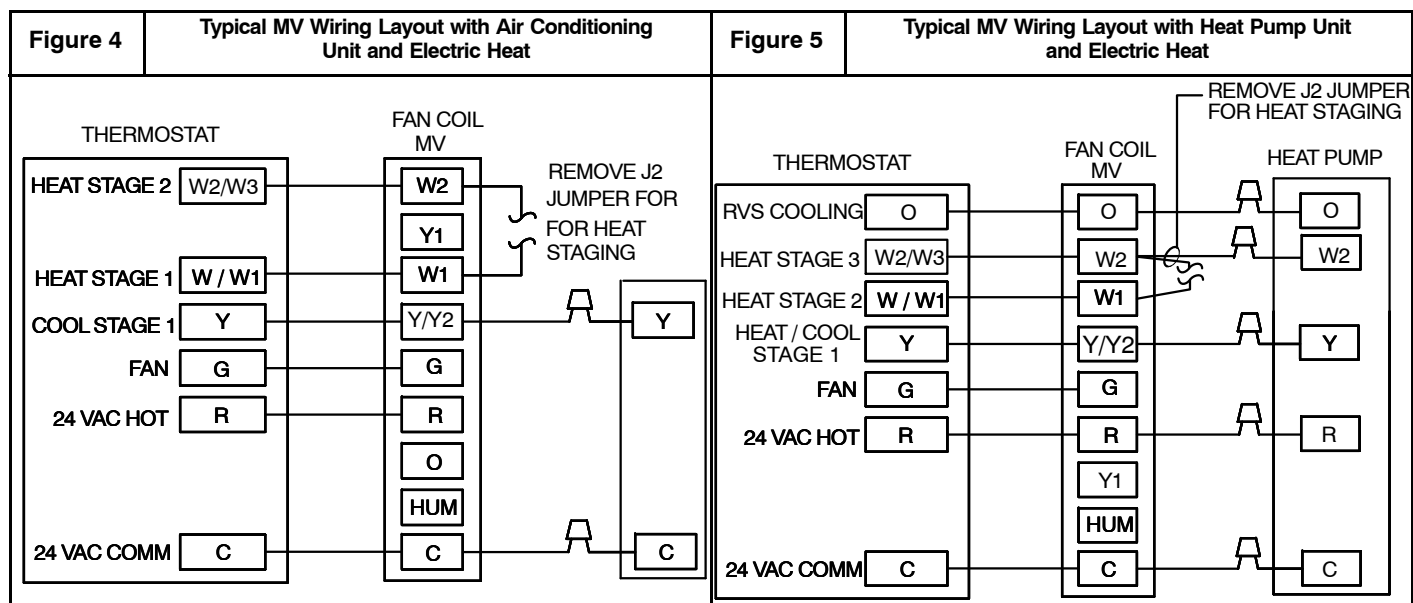 Figure 4
Typical MV Wiring Layout with Air Conditioning
Unit and Electric Heat
THERMOSTAT
FAN COIL
MV
HEAT STAGE 2 W2/W3 W2
REMOVE J2
JUMPER FOR
FOR HEAT
STAGING
Y1
HEAT STAGE 1 W / W1 W1
COOL STAGE 1 Y Y/Y2 Y
FAN G G
24 VAC HOT R R
O
HUM
24 VAC COMM C C C
Figure 5
Typical MV Wiring Layout with Heat Pump Unit
and Electric Heat
REMOVE J2 JUMPER
FOR HEAT STAGING
THERMOSTAT
FAN COIL
MV
HEAT PUMP
RVS COOLING O O O
HEAT STAGE 3 W2/W3 W2 W2
HEAT STAGE 2 W / W1 W1
HEAT / COOL
STAGE 1 Y Y/Y2 Y
FAN G G
24 VAC HOT R R R
Y1
HUM
24 VAC COMM C C C